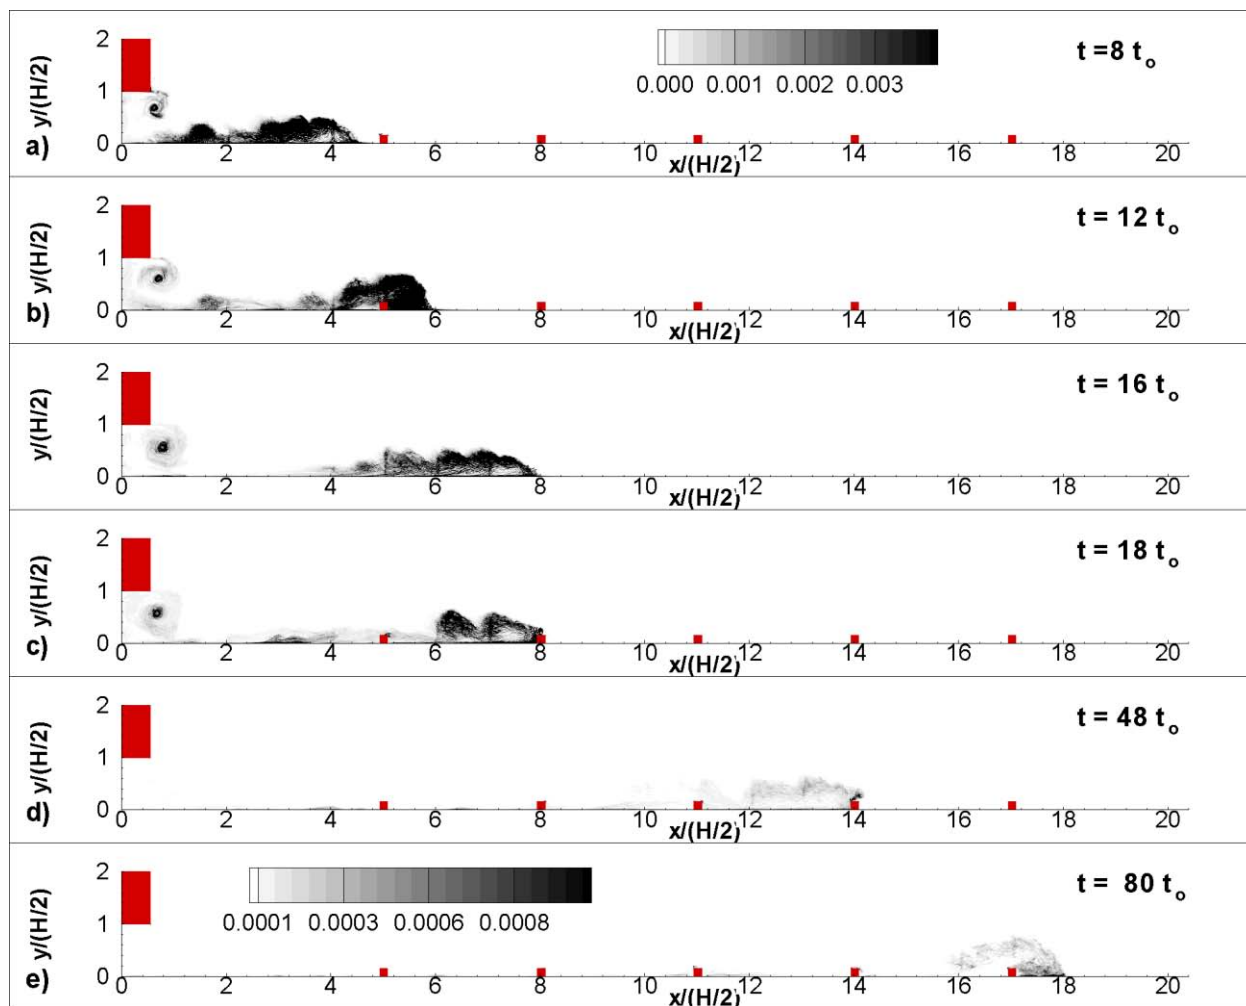 2
1
0
y/(H/2)
a)
0.000 0.001 0.002 0.003
t =8 t o
0 2 4 6 8 10 12 14 16 18 20
x/(H/2)
2
1
0
y/(H/2)
b)
t = 12 t o
0 2 4 6 8 10 12 14 16 18 20
x/(H/2)
2
1
0
y/(H/2)
t = 16 t o
0 2 4 6 8 10 12 14 16 18 20
x/(H/2)
2
1
0
y/(H/2)
c)
t = 18 t o
0 2 4 6 8 10 12 14 16 18 20
x/(H/2)
2
1
0
y/(H/2)
d)
t = 48 t o
0 2 4 6 8 10 12 14 16 18 20
x/(H/2)
2
1
0
y/(H/2)
e)
0.0001 0.0003 0.0006 0.0008
t = 80 t o
0 2 4 6 8 10 12 14 16 18 20
x/(H/2)